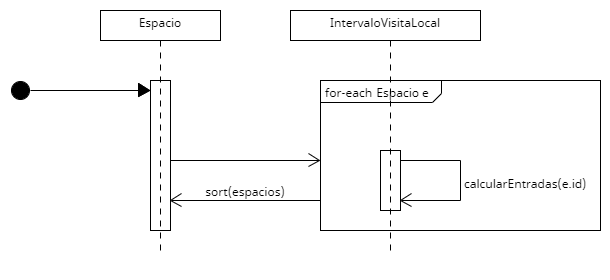 Espacio
IntervaloVisitaLocal
for-each Espacio e
sort(espacios)
calcularEntradas(e.id)